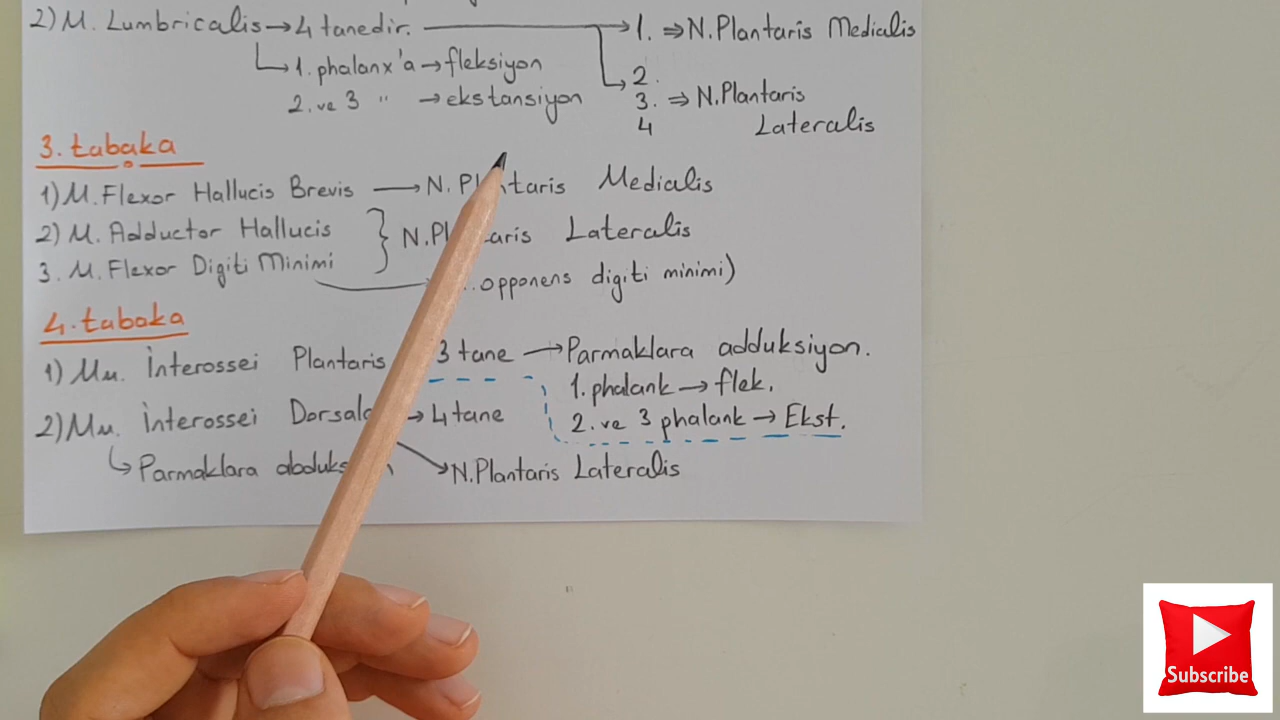 2) M. Lumbricalis → 4 tanedir. → 1. ⇒ N. Plantaris Medialis
1. phalanx'a → fleksiyon
2.
2. ve 3 " → ekstansiyon
3. ⇒ N. Plantaris
4 Lateralis
3. tabaka
1) M. Flexor Hallucis Brevis → N. Plantaris Medialis
2) M. Adductor Hallucis } N. Plantaris Lateralis
3. M. Flexor Digiti Minimi
opponens digiti minimi)
4. tabaka
1) Mm. İnterossei Plantaris 3 tane → Parmaklara adduksiyon.
1. phalank → flek.
2) Mm. İnterossei Dorsal → 4 tane
2. ve 3 phalank → Ekst.
↳ Parmaklara abduks
N. Plantaris Lateralis
Subscribe